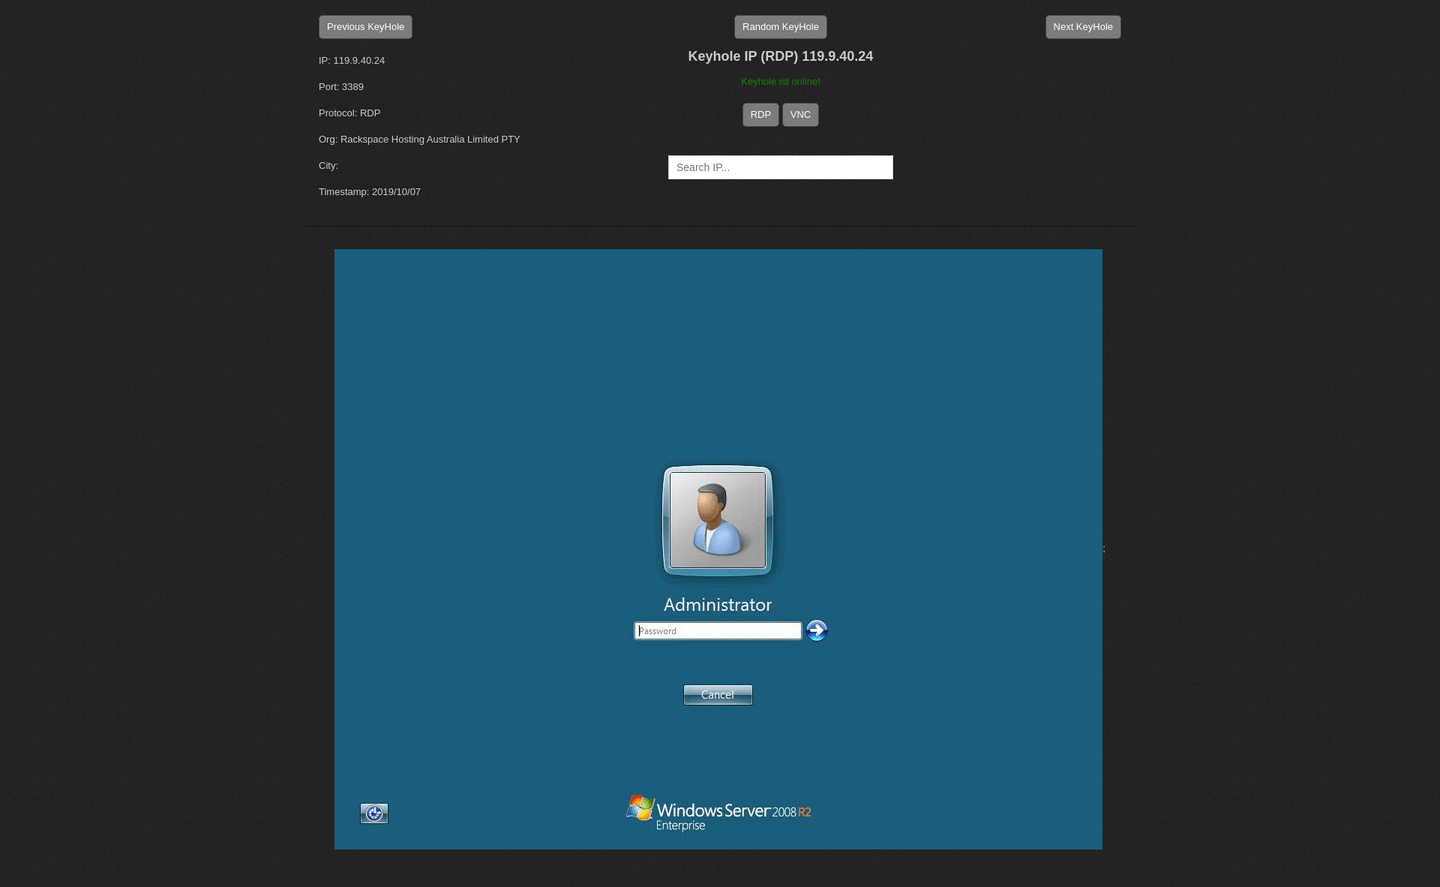 Previous KeyHole
Random KeyHole
Next KeyHole
IP: 119.9.40.24
Port: 3389
Protocol: RDP
Org: Rackspace Hosting Australia Limited PTY
City:
Timestamp: 2019/10/07
Keyhole IP (RDP) 119.9.40.24
Keyhole ist online!
RDP
VNC
Search IP...
;
Administrator
Password
Cancel
Windows Server 2008 R2
Enterprise